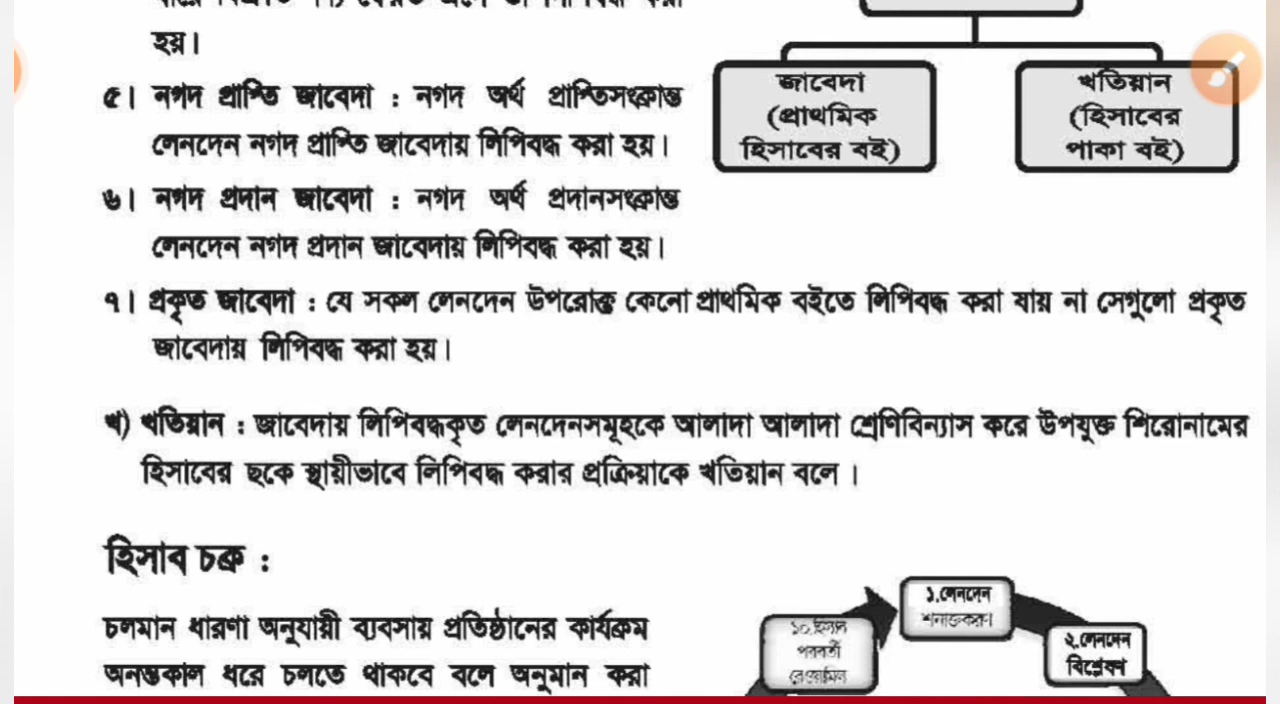 হয়।
৫। নগদ প্রাপ্তি জাবেদা : নগদ অর্থ প্রাপ্তিসংক্রান্ত
লেনদেন নগদ প্রাপ্তি জাবেদায় লিপিবদ্ধ করা হয়।
৬। নগদ প্রদান জাবেদা : নগদ অর্থ প্রদানসংক্রান্ত
লেনদেন নগদ প্রদান জাবেদায় লিপিবদ্ধ করা হয়।
জাবেদা
(প্রাথমিক
হিসাবের বই)
খতিয়ান
(হিসাবের
পাকা বই)
৭। প্রকৃত জাবেদা : যে সকল লেনদেন উপরোক্ত কেনো প্রাথমিক বইতে লিপিবদ্ধ করা যায় না সেগুলো প্রকৃত
জাবেদায় লিপিবদ্ধ করা হয়।
খ) খতিয়ান : জাবেদায় লিপিবদ্ধকৃত লেনদেনসমূহকে আলাদা আলাদা শ্রেণিবিন্যাস করে উপযুক্ত শিরোনামের
হিসাবের ছকে স্থায়ীভাবে লিপিবদ্ধ করার প্রক্রিয়াকে খতিয়ান বলে।
হিসাব চক্র :
চলমান ধারণা অনুযায়ী ব্যবসায় প্রতিষ্ঠানের কার্যক্রম
অনন্তকাল ধরে চলতে থাকবে বলে অনুমান করা
১.লেনদেন
শনাক্তকরণ
২.লেনদেন
বিশ্লেষণ
১০.হিসাব
পরবর্তী
রেওয়ামিল